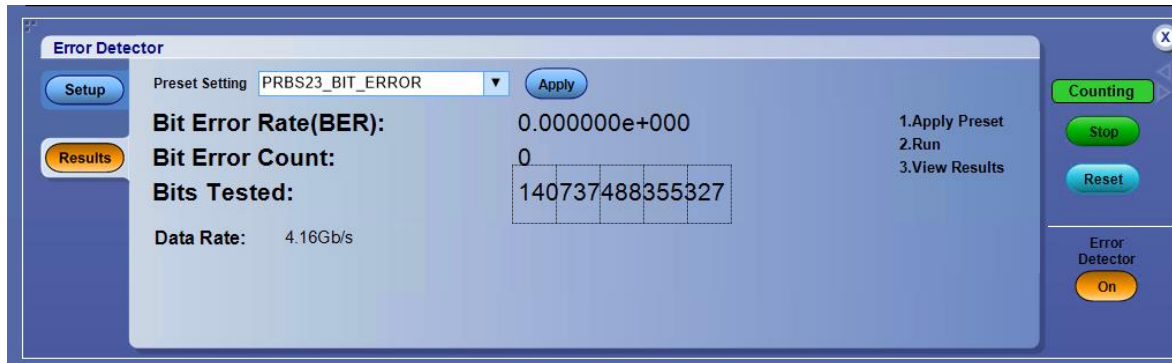 Error Detector
X
Setup
Preset Setting PRBS23_BIT_ERROR Apply
Counting
Bit Error Rate(BER): 0.000000e+000
1.Apply Preset
Stop
Results
Bit Error Count: 0
2.Run
Bits Tested: 140737488355327
3.View Results
Reset
Data Rate: 4.16Gb/s
Error
Detector
On